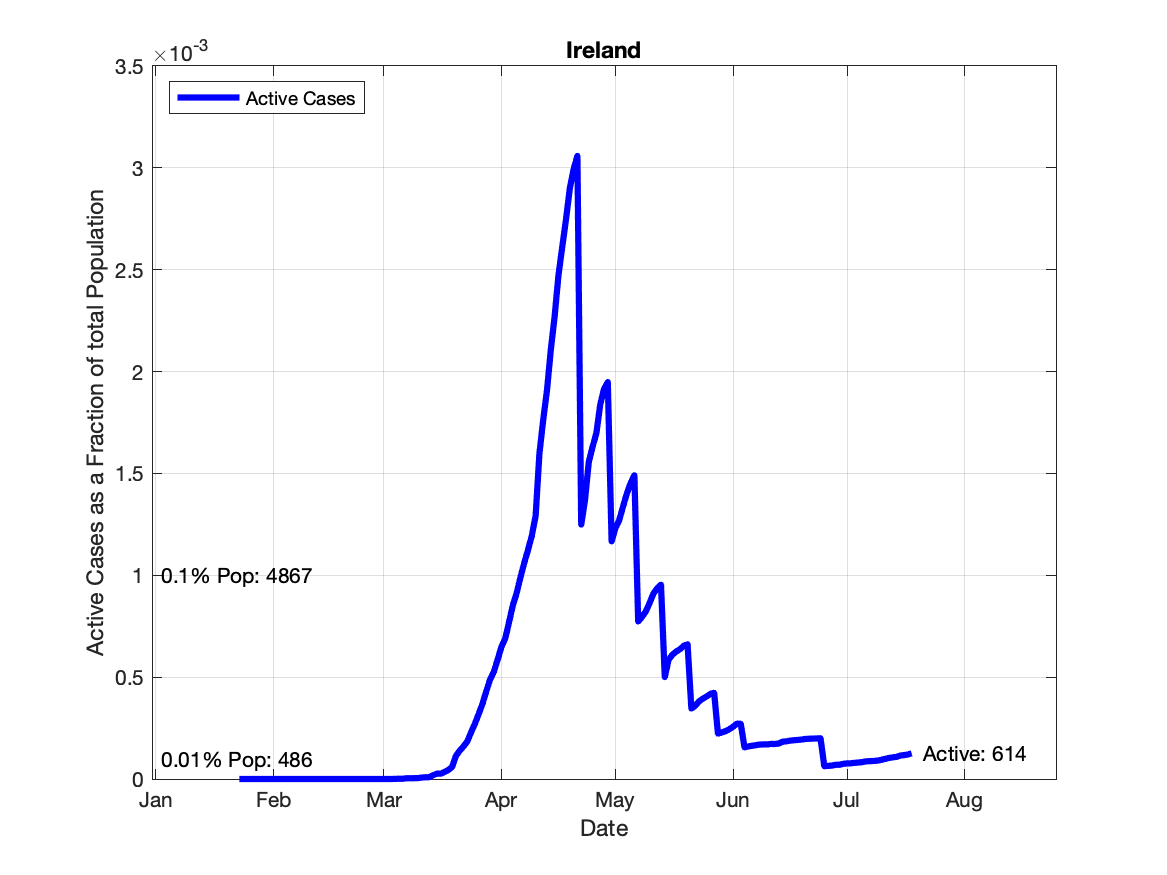 Ireland
×10-3
3.5
Active Cases
3
2.5
2
1.5
1
0.1% Pop: 4867
0.5
0.01% Pop: 486
Active: 614
0
Jan Feb Mar Apr May Jun Jul Aug
Date
Active Cases as a Fraction of total Population